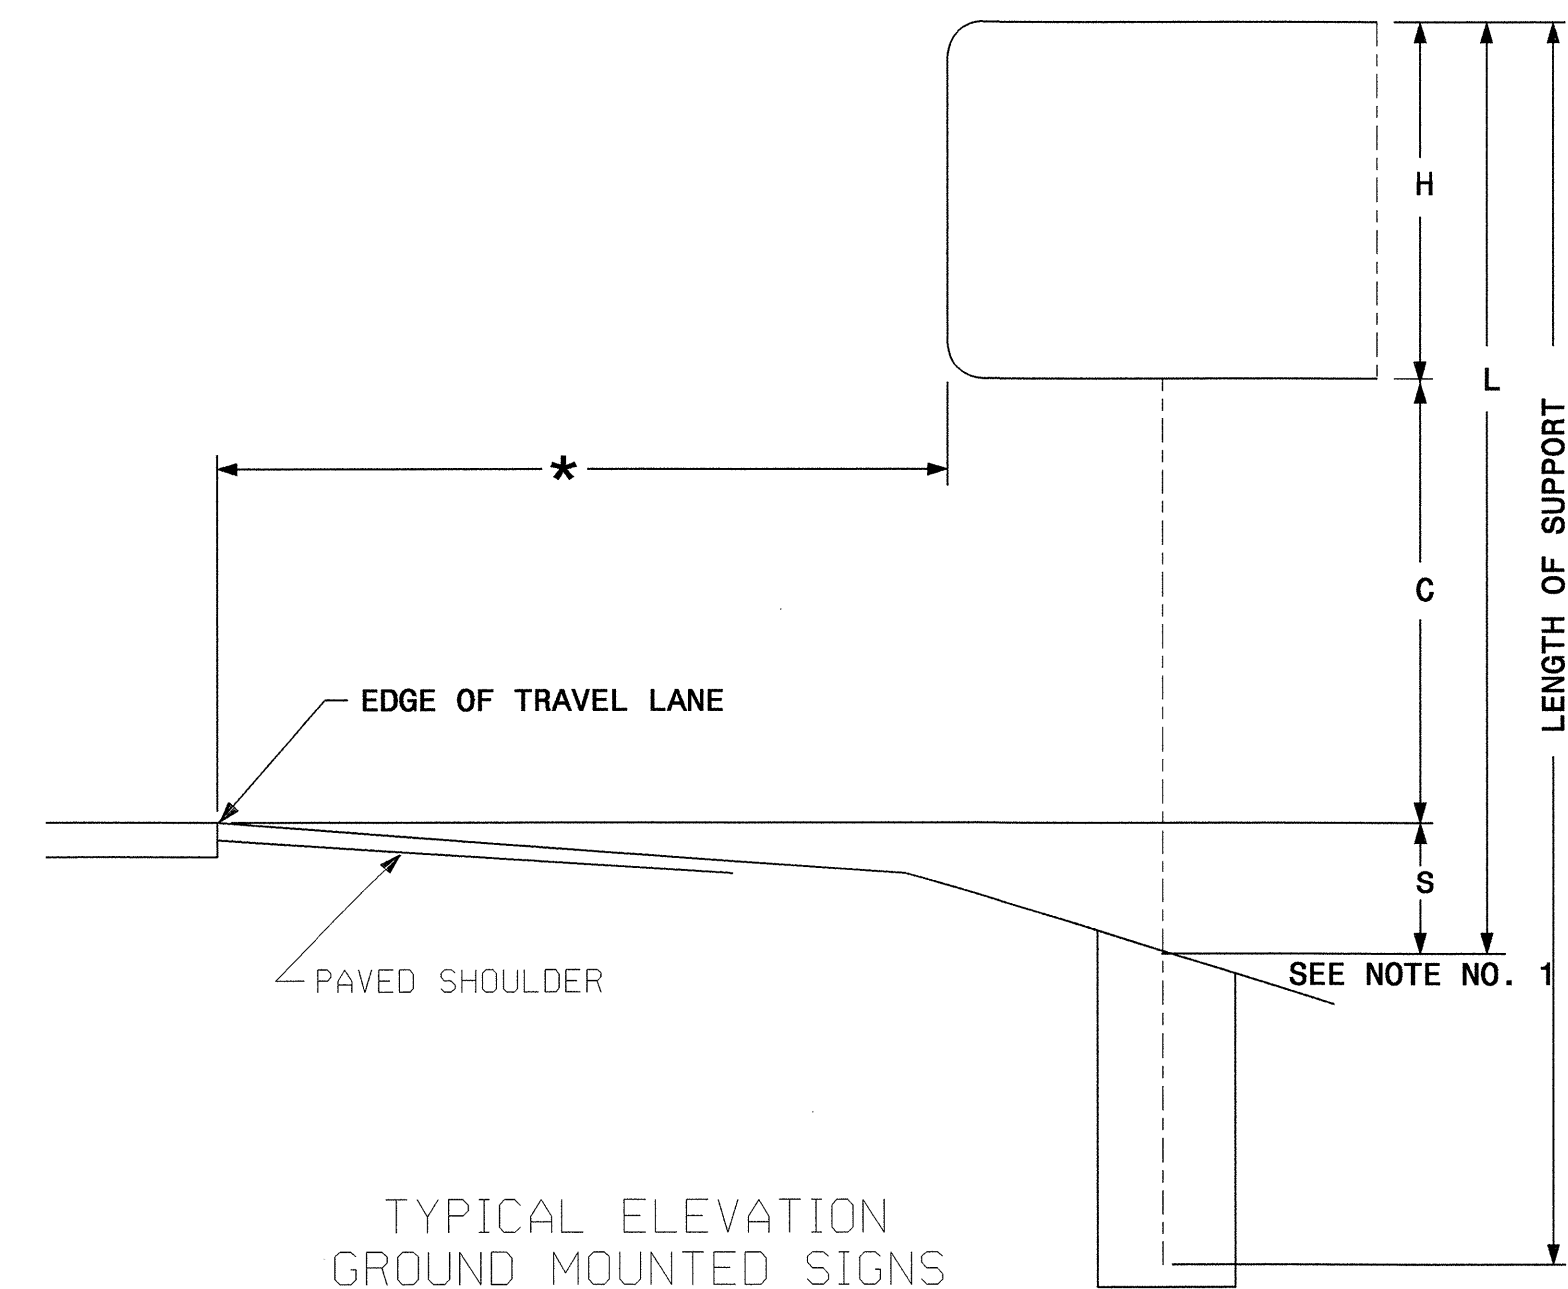 H
L
*
C
LENGTH OF SUPPORT
EDGE OF TRAVEL LANE
S
SEE NOTE NO. 1
PAVED SHOULDER
TYPICAL ELEVATION
GROUND MOUNTED SIGNS